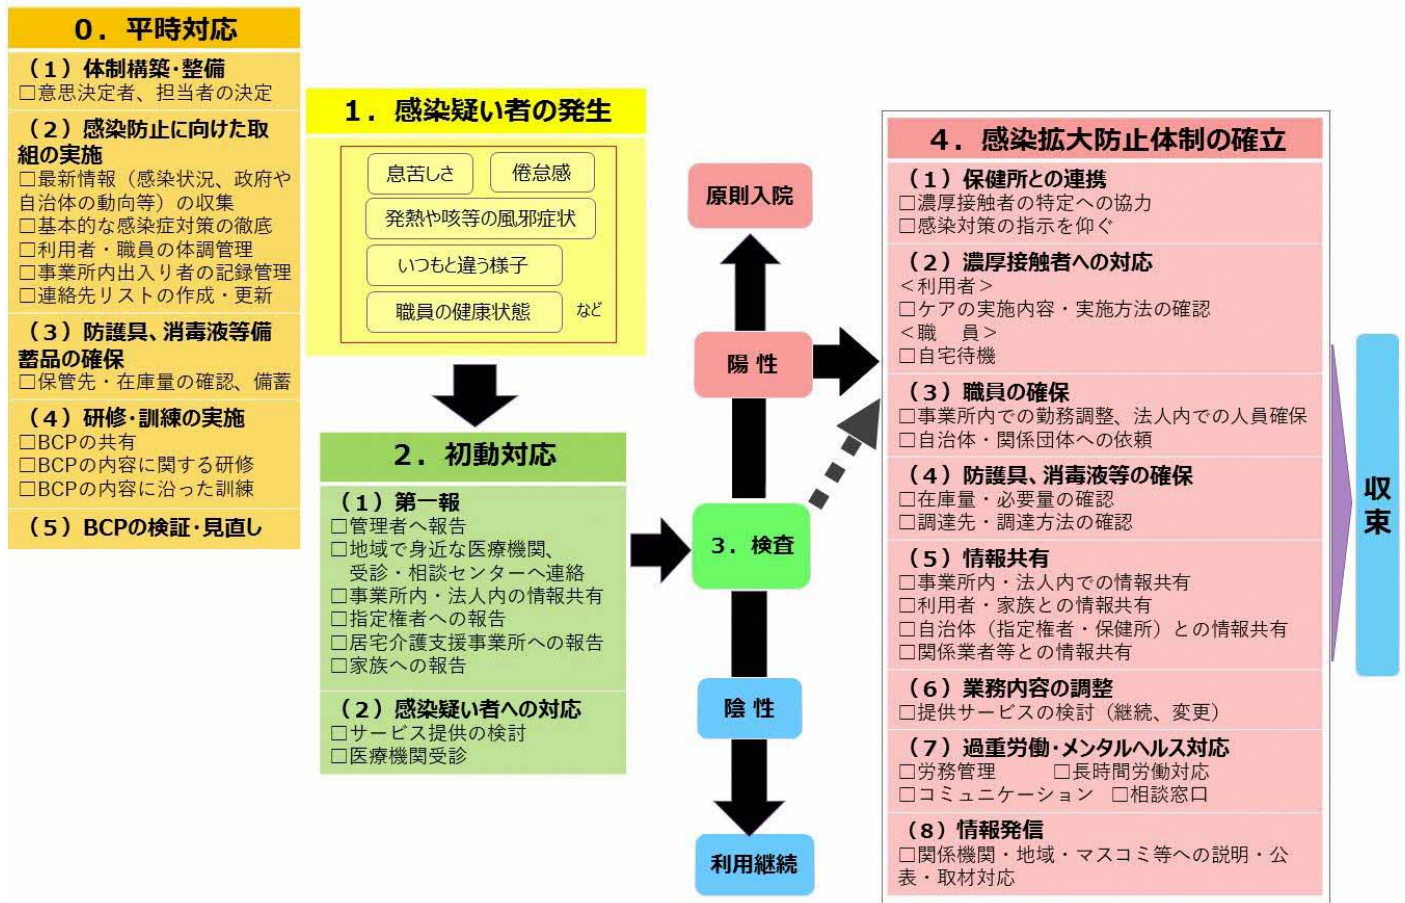 0. 平時対応
(1) 体制構築・整備
□意思決定者、担当者の決定
(2) 感染防止に向けた取
組の実施
□最新情報(感染状況、政府や
自治体の動向等)の収集
□基本的な感染症対策の徹底
□利用者・職員の体調管理
□事業所内出入り者の記録管理
□連絡先リストの作成・更新
(3) 防護具、消毒液等備
蓄品の確保
□保管先・在庫量の確認、備蓄
(4) 研修・訓練の実施
□BCPの共有
□BCPの内容に関する研修
□BCPの内容に沿った訓練
(5) BCPの検証・見直し
1. 感染疑い者の発生
息苦しさ
倦怠感
発熱や咳等の風邪症状
いつもと違う様子
職員の健康状態
など
2. 初動対応
(1) 第一報
□管理者へ報告
□地域で身近な医療機関、
受診・相談センターへ連絡
□事業所内・法人内の情報共有
□指定権者への報告
□居宅介護支援事業所への報告
□家族への報告
(2) 感染疑い者への対応
□サービス提供の検討
□医療機関受診
原則入院
陽性
3. 検査
陰性
利用継続
4. 感染拡大防止体制の確立
(1) 保健所との連携
□濃厚接触者の特定への協力
□感染対策の指示を仰ぐ
(2) 濃厚接触者への対応
<利用者>
□ケアの実施内容・実施方法の確認
<職 員>
□自宅待機
(3) 職員の確保
□事業所内での勤務調整、法人内での人員確保
□自治体・関係団体への依頼
(4) 防護具、消毒液等の確保
□在庫量・必要量の確認
□調達先・調達方法の確認
(5) 情報共有
□事業所内・法人内での情報共有
□利用者・家族との情報共有
□自治体(指定権者・保健所)との情報共有
□関係業者等との情報共有
(6) 業務内容の調整
□提供サービスの検討(継続、変更)
(7) 過重労働・メンタルヘルス対応
□労務管理 □長時間労働対応
□コミュニケーション □相談窓口
(8) 情報発信
□関係機関・地域・マスコミ等への説明・公
表・取材対応
収束